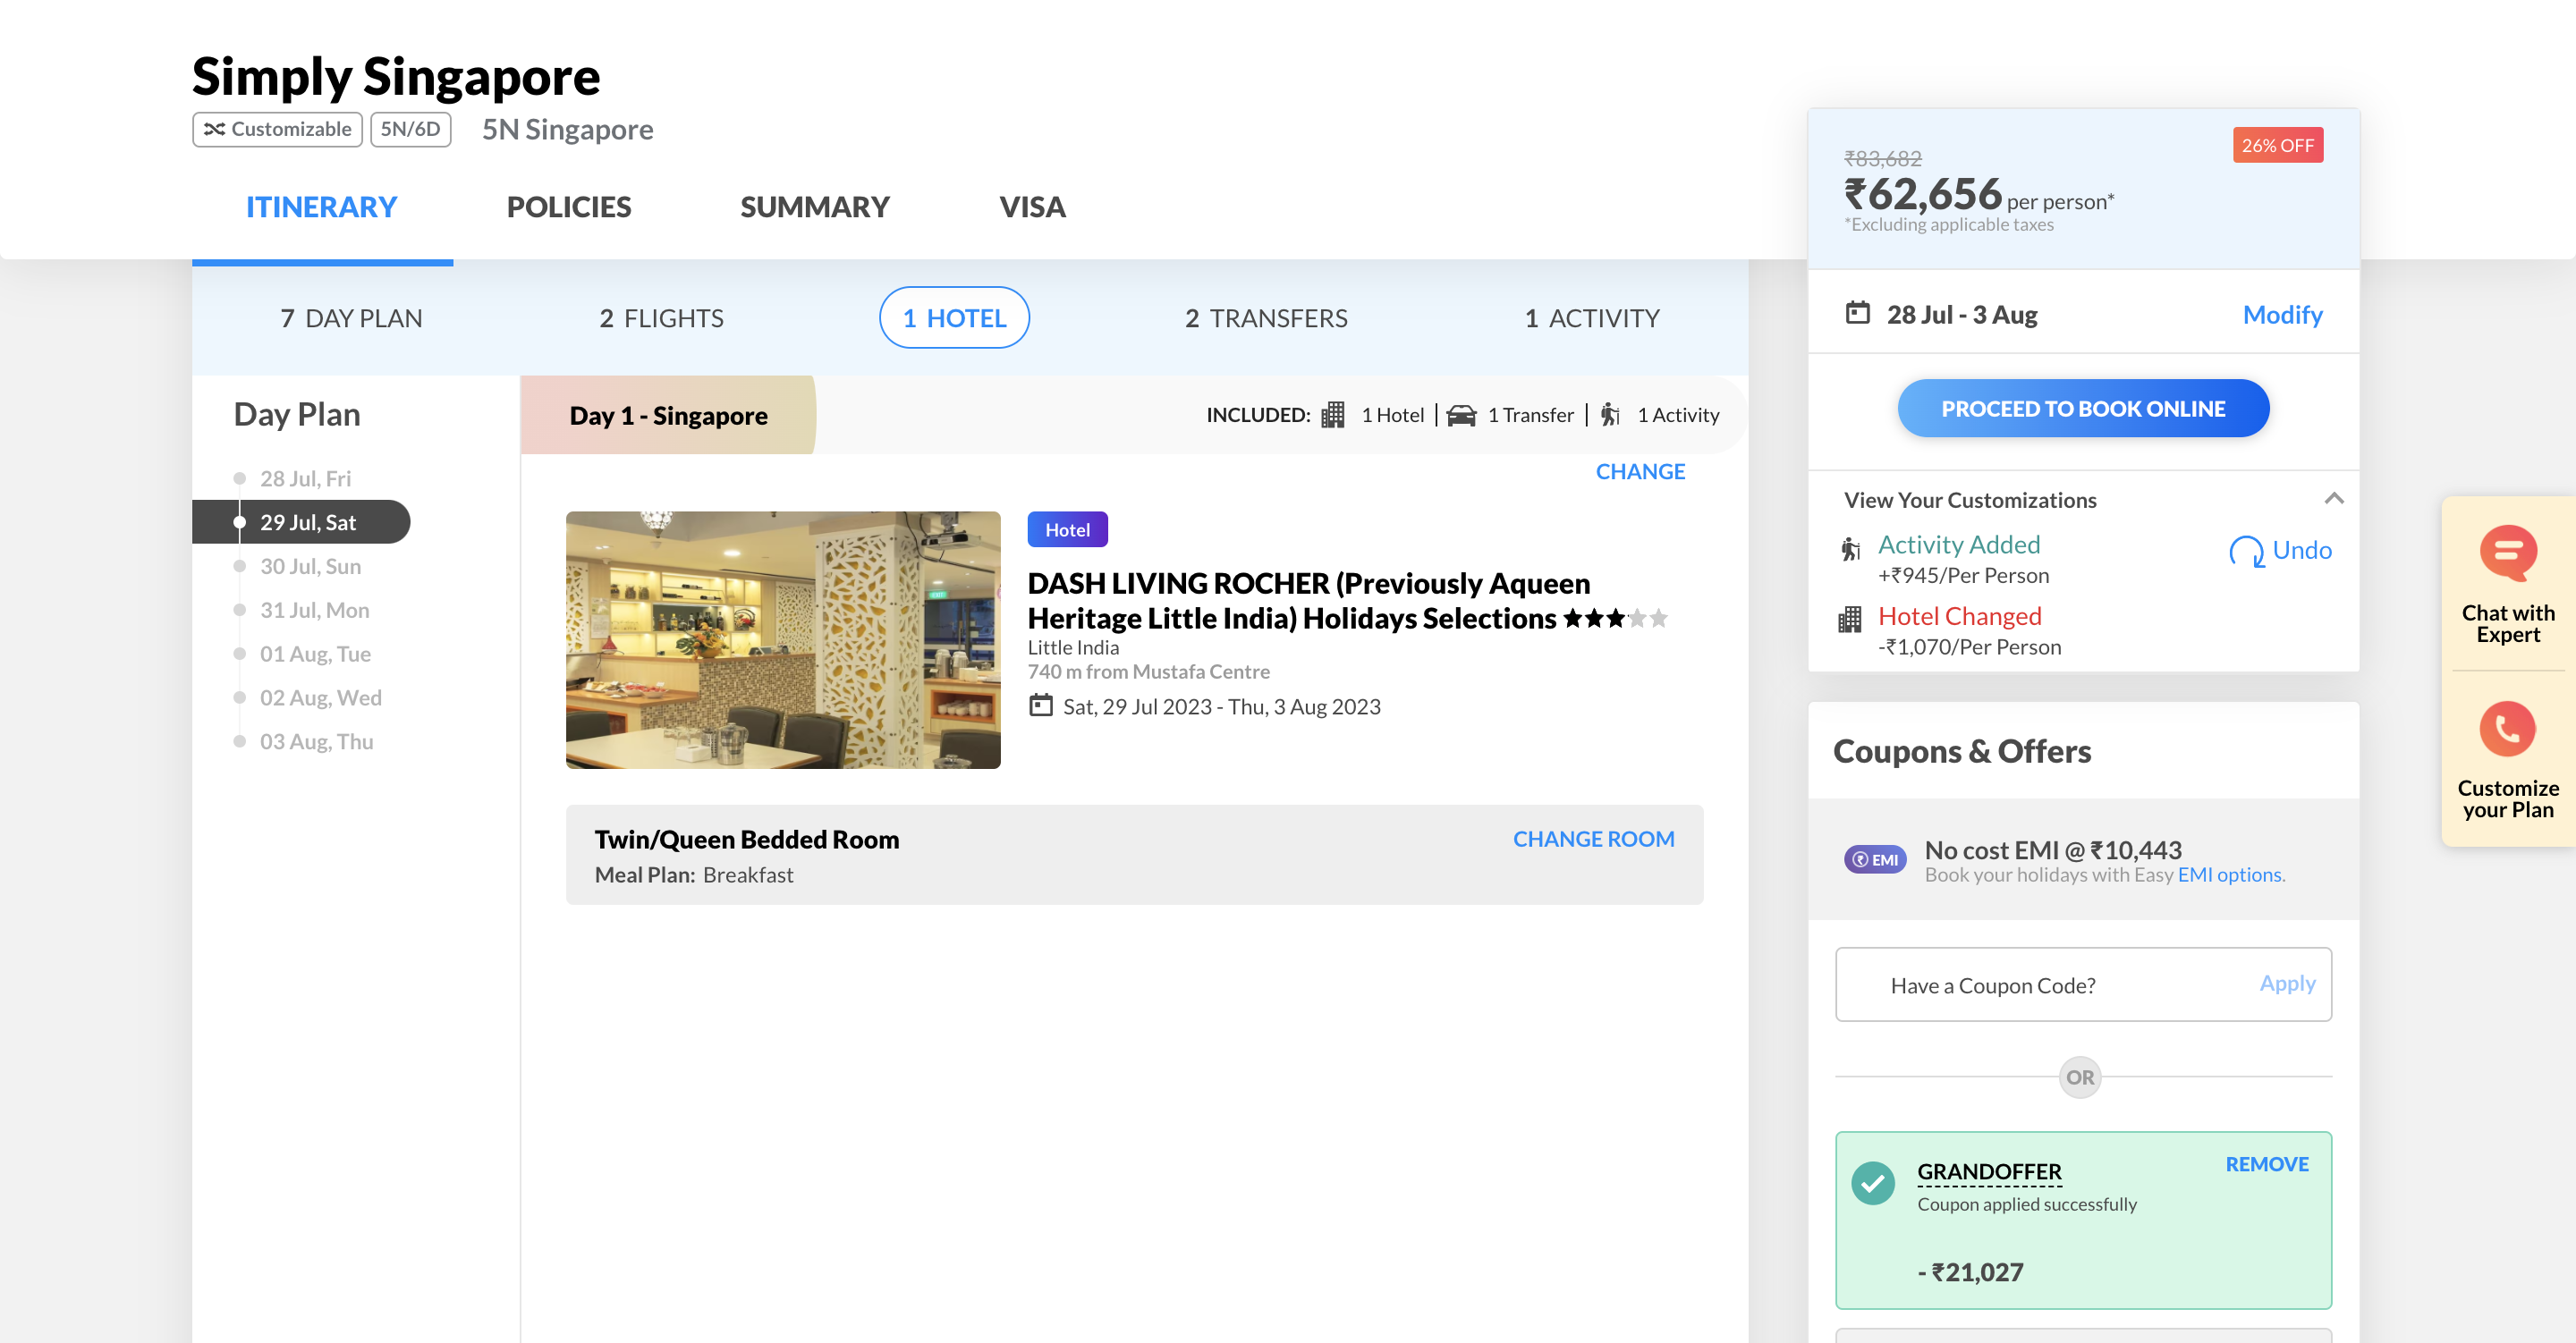 Simply Singapore
Customizable
5N/6D
5N Singapore
ITINERARY
POLICIES
SUMMARY
VISA
7 DAY PLAN
2 FLIGHTS
1 HOTEL
2 TRANSFERS
1 ACTIVITY
Day Plan
28 Jul, Fri
29 Jul, Sat
30 Jul, Sun
31 Jul, Mon
01 Aug, Tue
02 Aug, Wed
03 Aug, Thu
Day 1 - Singapore
INCLUDED: 1 Hotel | 1 Transfer | 1 Activity
CHANGE
EXIT
Hotel
DASH LIVING ROCHER (Previously Aqueen
Heritage Little India) Holidays Selections
Little India
740 m from Mustafa Centre
Sat, 29 Jul 2023 - Thu, 3 Aug 2023
Twin/Queen Bedded Room
CHANGE ROOM
Meal Plan: Breakfast
₹83,682
26% OFF
₹62,656 per person*
*Excluding applicable taxes
28 Jul - 3 Aug
Modify
PROCEED TO BOOK ONLINE
View Your Customizations
Activity Added
+₹945/Per Person
Undo
Hotel Changed
-₹1,070/Per Person
Coupons & Offers
₹ EMI
No cost EMI @ ₹10,443
Book your holidays with Easy EMI options.
Have a Coupon Code?
Apply
OR
GRANDOFFER
REMOVE
Coupon applied successfully
- ₹21,027
Chat with
Expert
Customize
your Plan